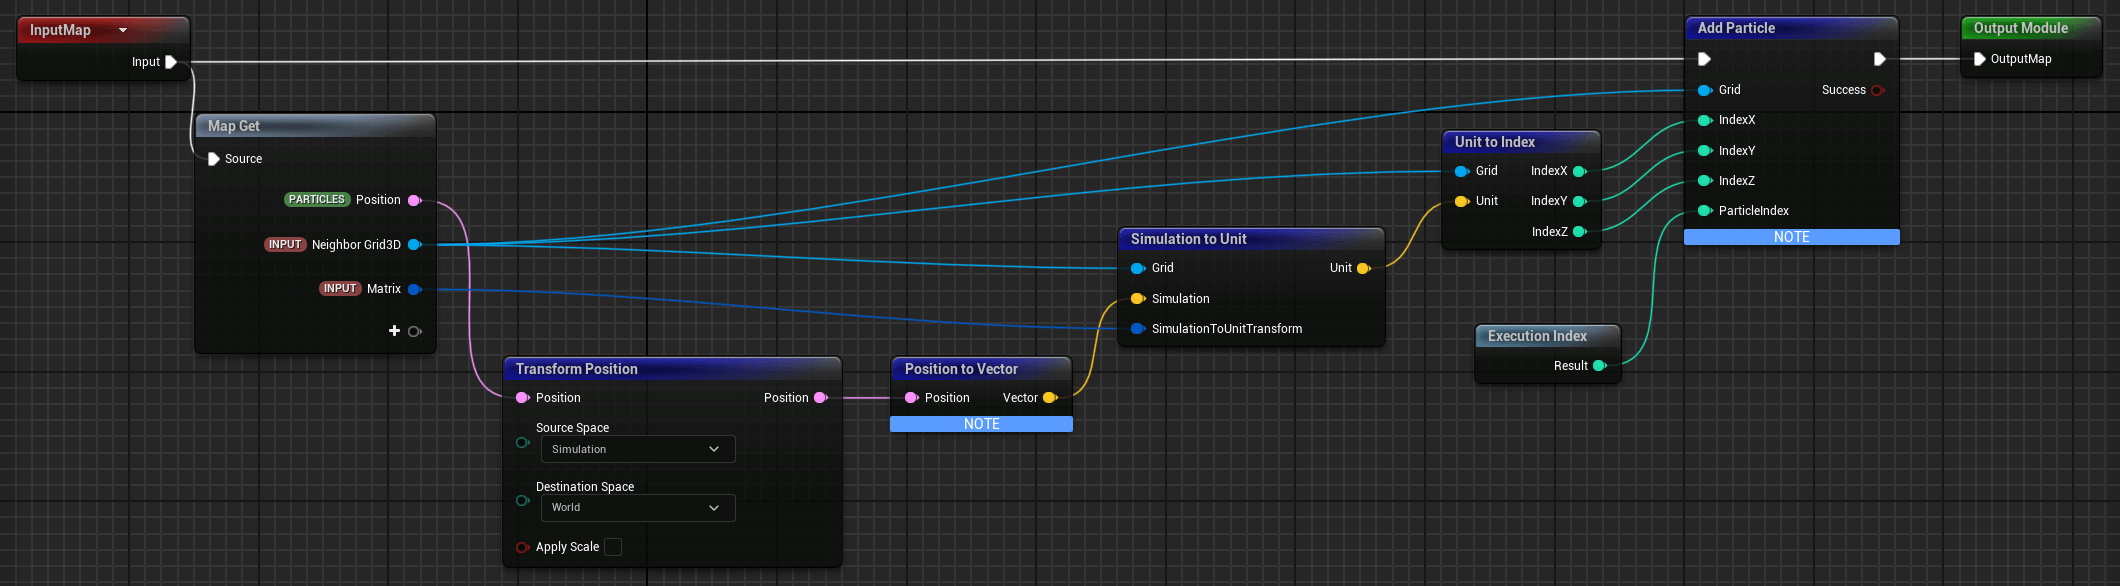 InputMap
Input
Map Get
Source
PARTICLES Position
INPUT Neighbor Grid3D
INPUT Matrix
Transform Position
Position Position
Source Space
Simulation
Destination Space
World
Apply Scale
Position to Vector
Position Vector
NOTE
Simulation to Unit
Grid Unit
Simulation
SimulationToUnitTransform
Unit to Index
Grid IndexX
Unit IndexY
IndexZ
Execution Index
Result
Add Particle
Grid Success
IndexX
IndexY
IndexZ
ParticleIndex
NOTE
Output Module
OutputMap